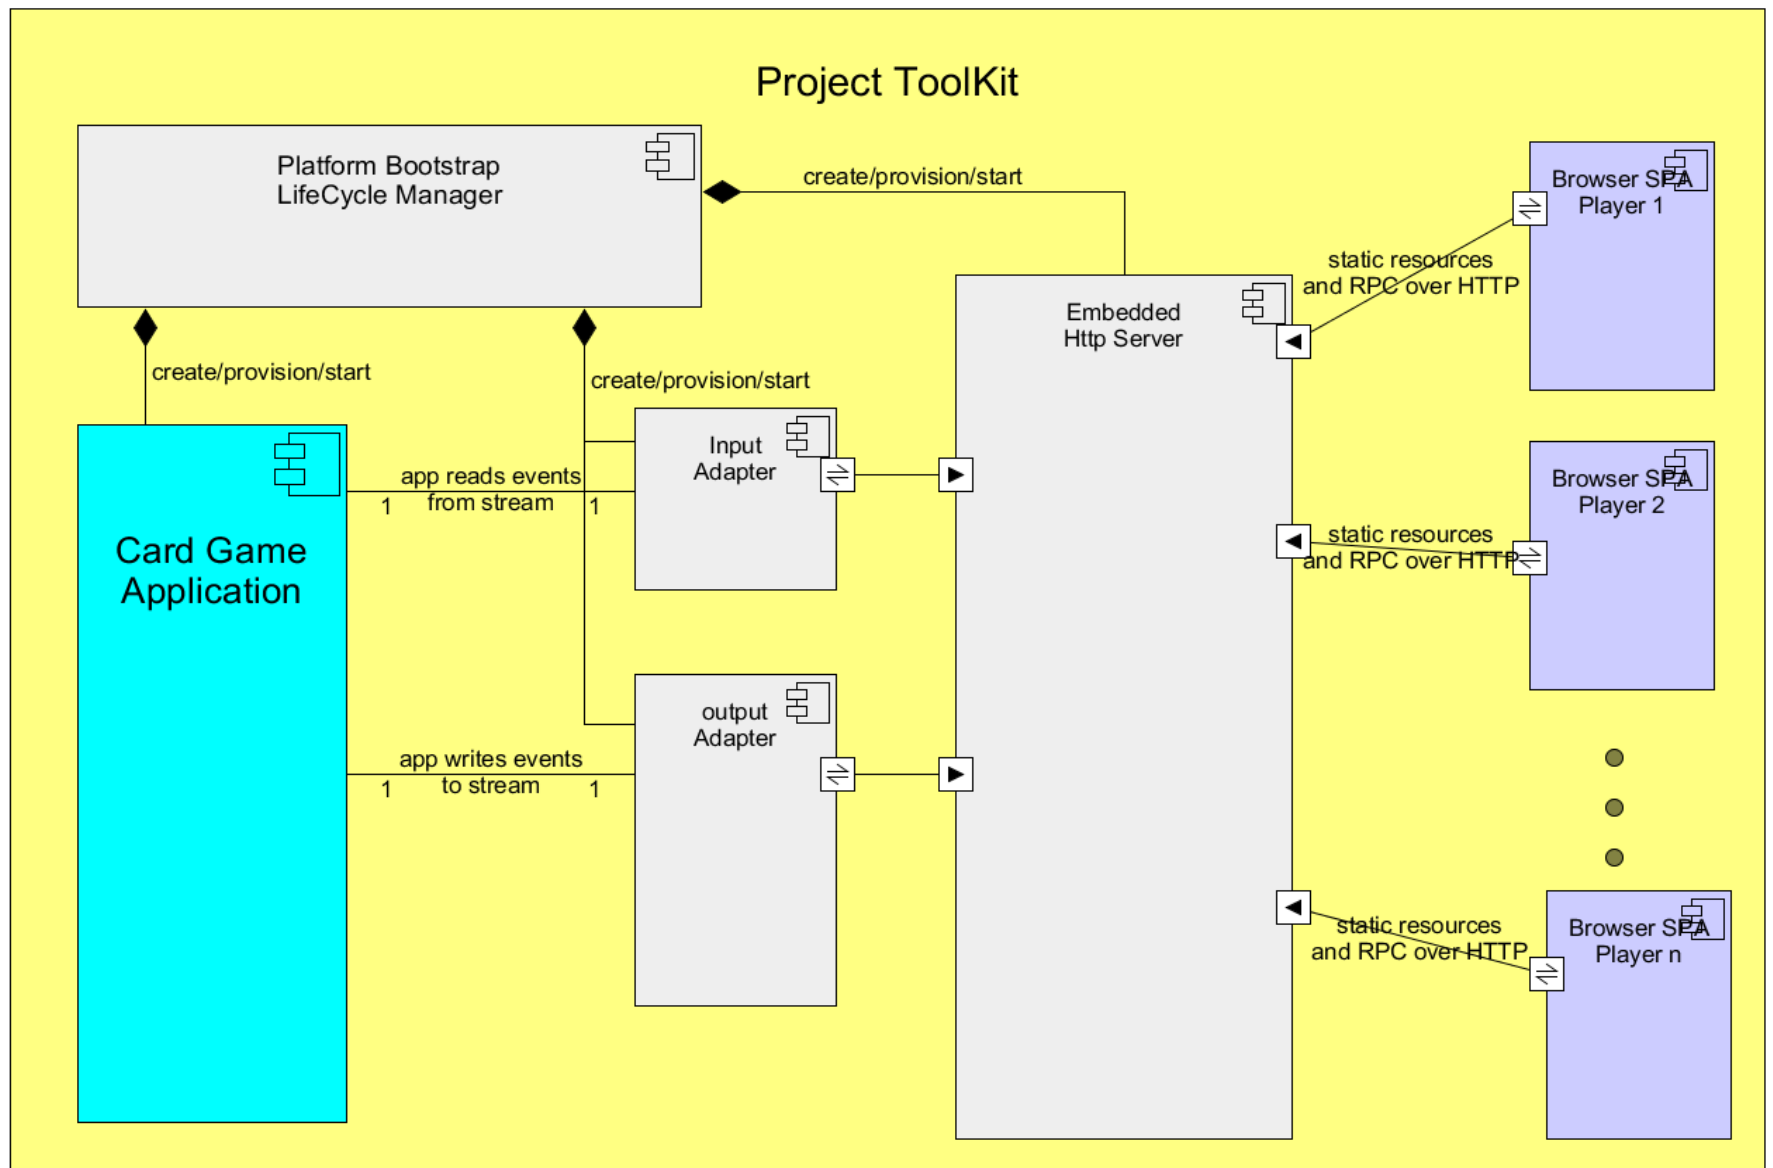 Project ToolKit
Platform Bootstrap
LifeCycle Manager
create/provision/start
Browser SPA
Player 1
static resources
and RPC over HTTP
Embedded
Http Server
create/provision/start
create/provision/start
Input
Adapter
app reads events
from stream
1
1
Card Game
Application
Browser SPA
Player 2
static resources
and RPC over HTTP
output
Adapter
app writes events
to stream
1
1
static resources
and RPC over HTTP
Browser SPA
Player n